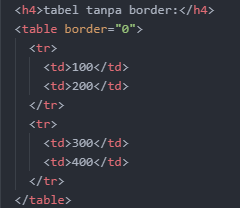 <h4>tabel tanpa border:</h4>
<table border="0">
<tr>
<td>100</td>
<td>200</td>
</tr>
<tr>
<td>300</td>
<td>400</td>
</tr>
</table>